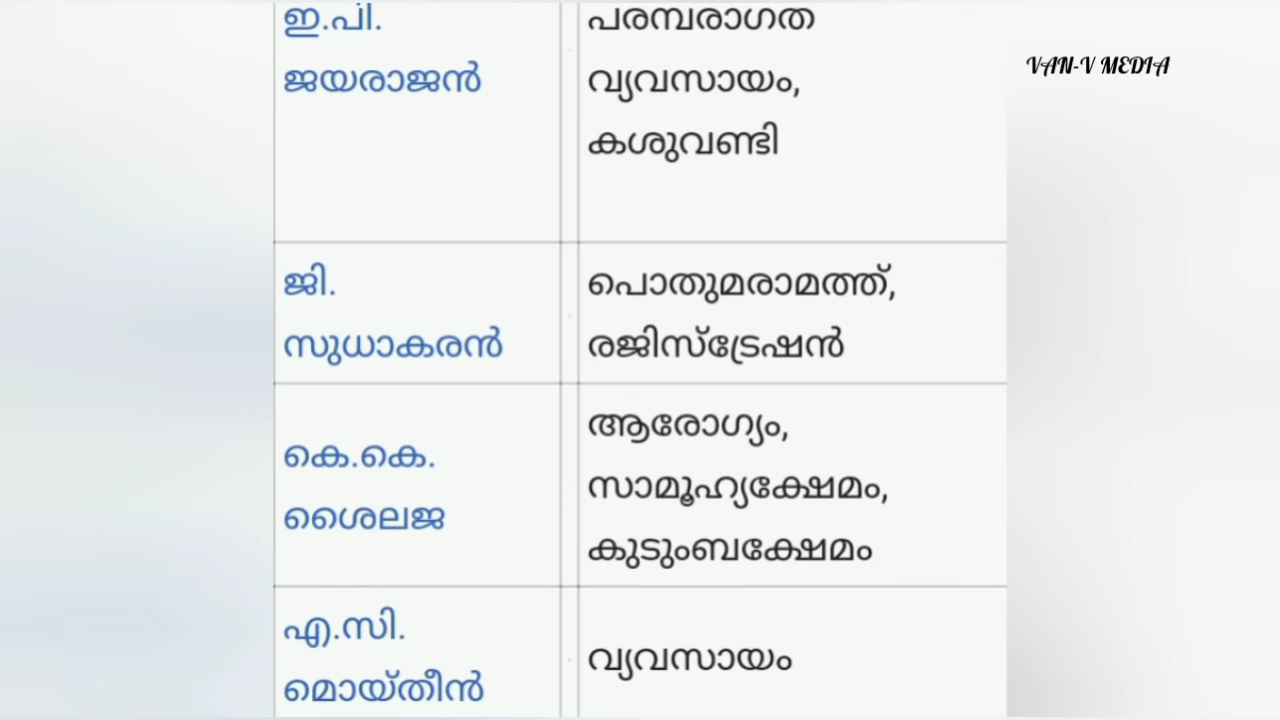 ഇ.പി.
ജയരാജൻ
പരമ്പരാഗത
വ്യവസായം,
കശുവണ്ടി
VAN-V MEDIA
ജി.
സുധാകരൻ
പൊതുമരാമത്ത്,
രജിസ്ട്രേഷൻ
കെ.കെ.
ശൈലജ
ആരോഗ്യം,
സാമൂഹ്യക്ഷേമം,
കുടുംബക്ഷേമം
എ.സി.
മൊയ്തീൻ
വ്യവസായം